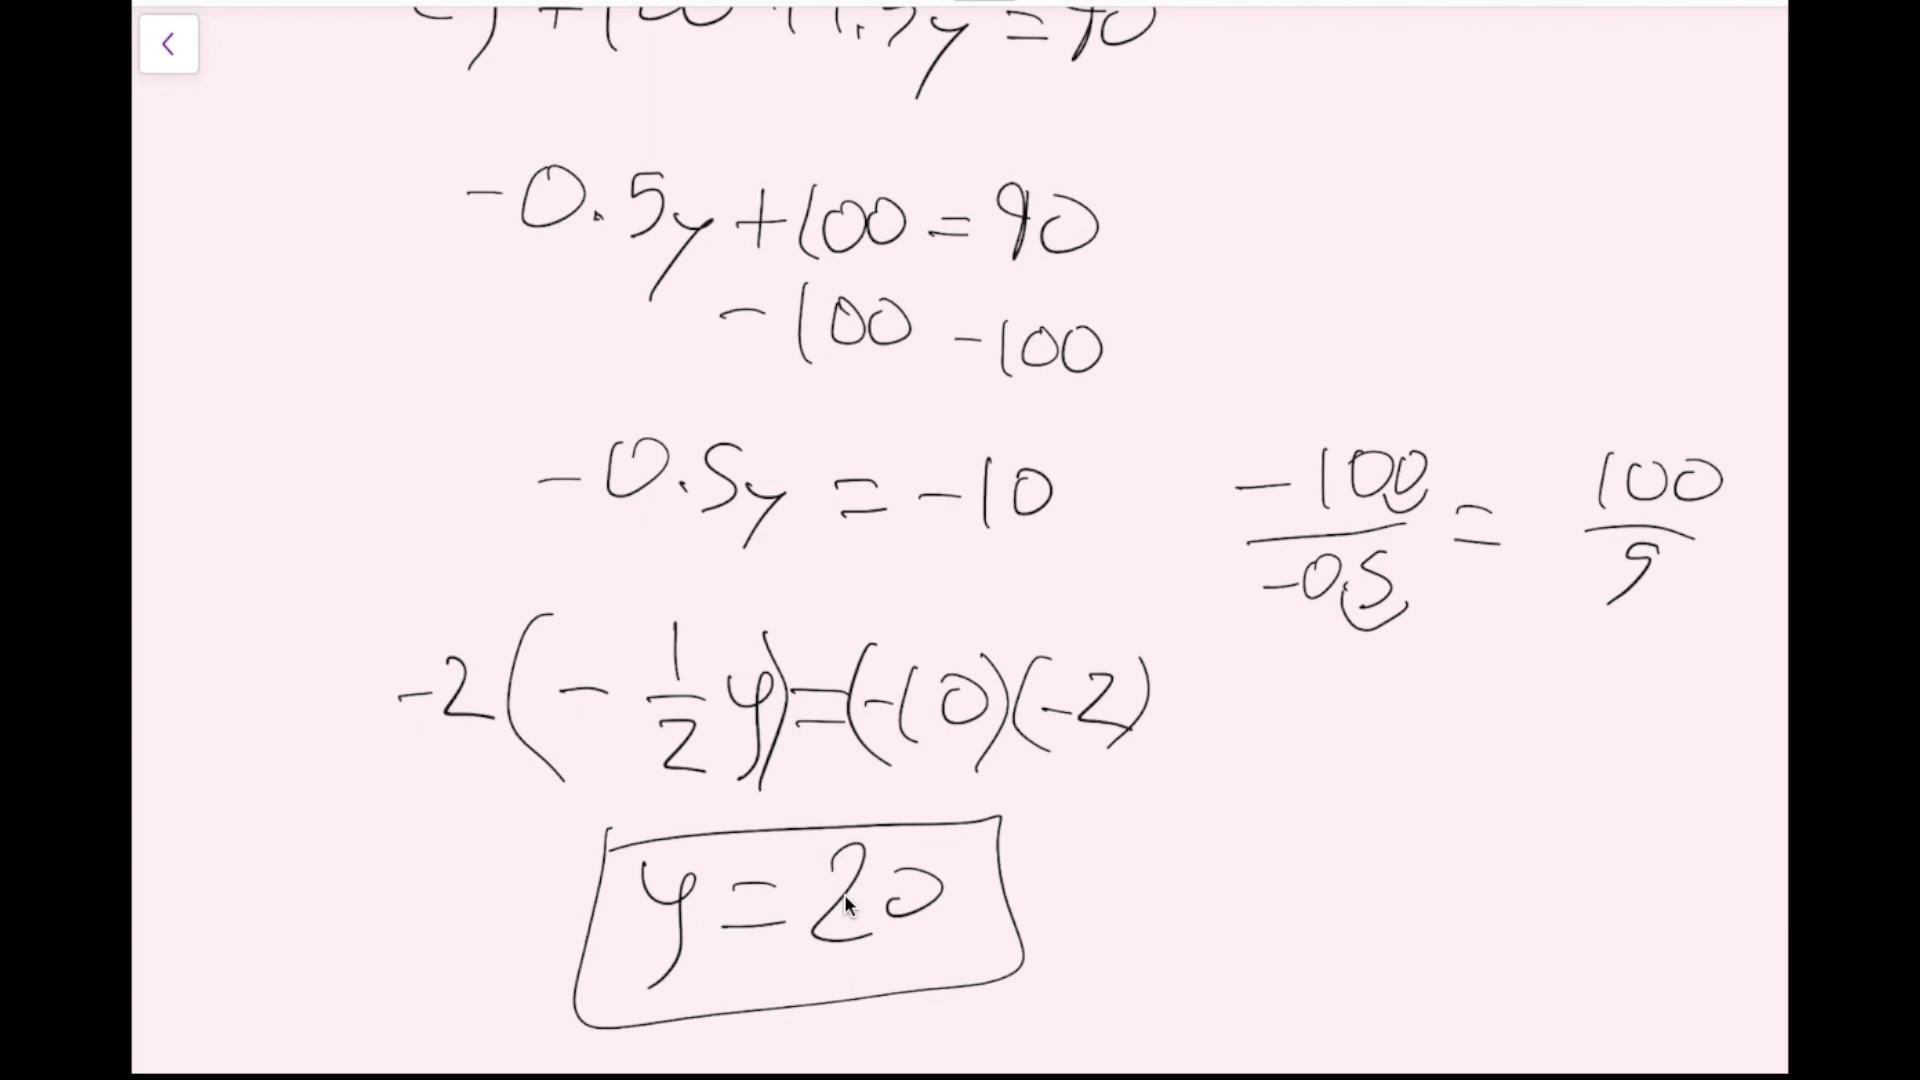 -0.5y+100=90
-100 -100
-0.5y=-10
-100/-0.5 = 100/5
-2(-1/2 y)=(-10)(-2)
y=20